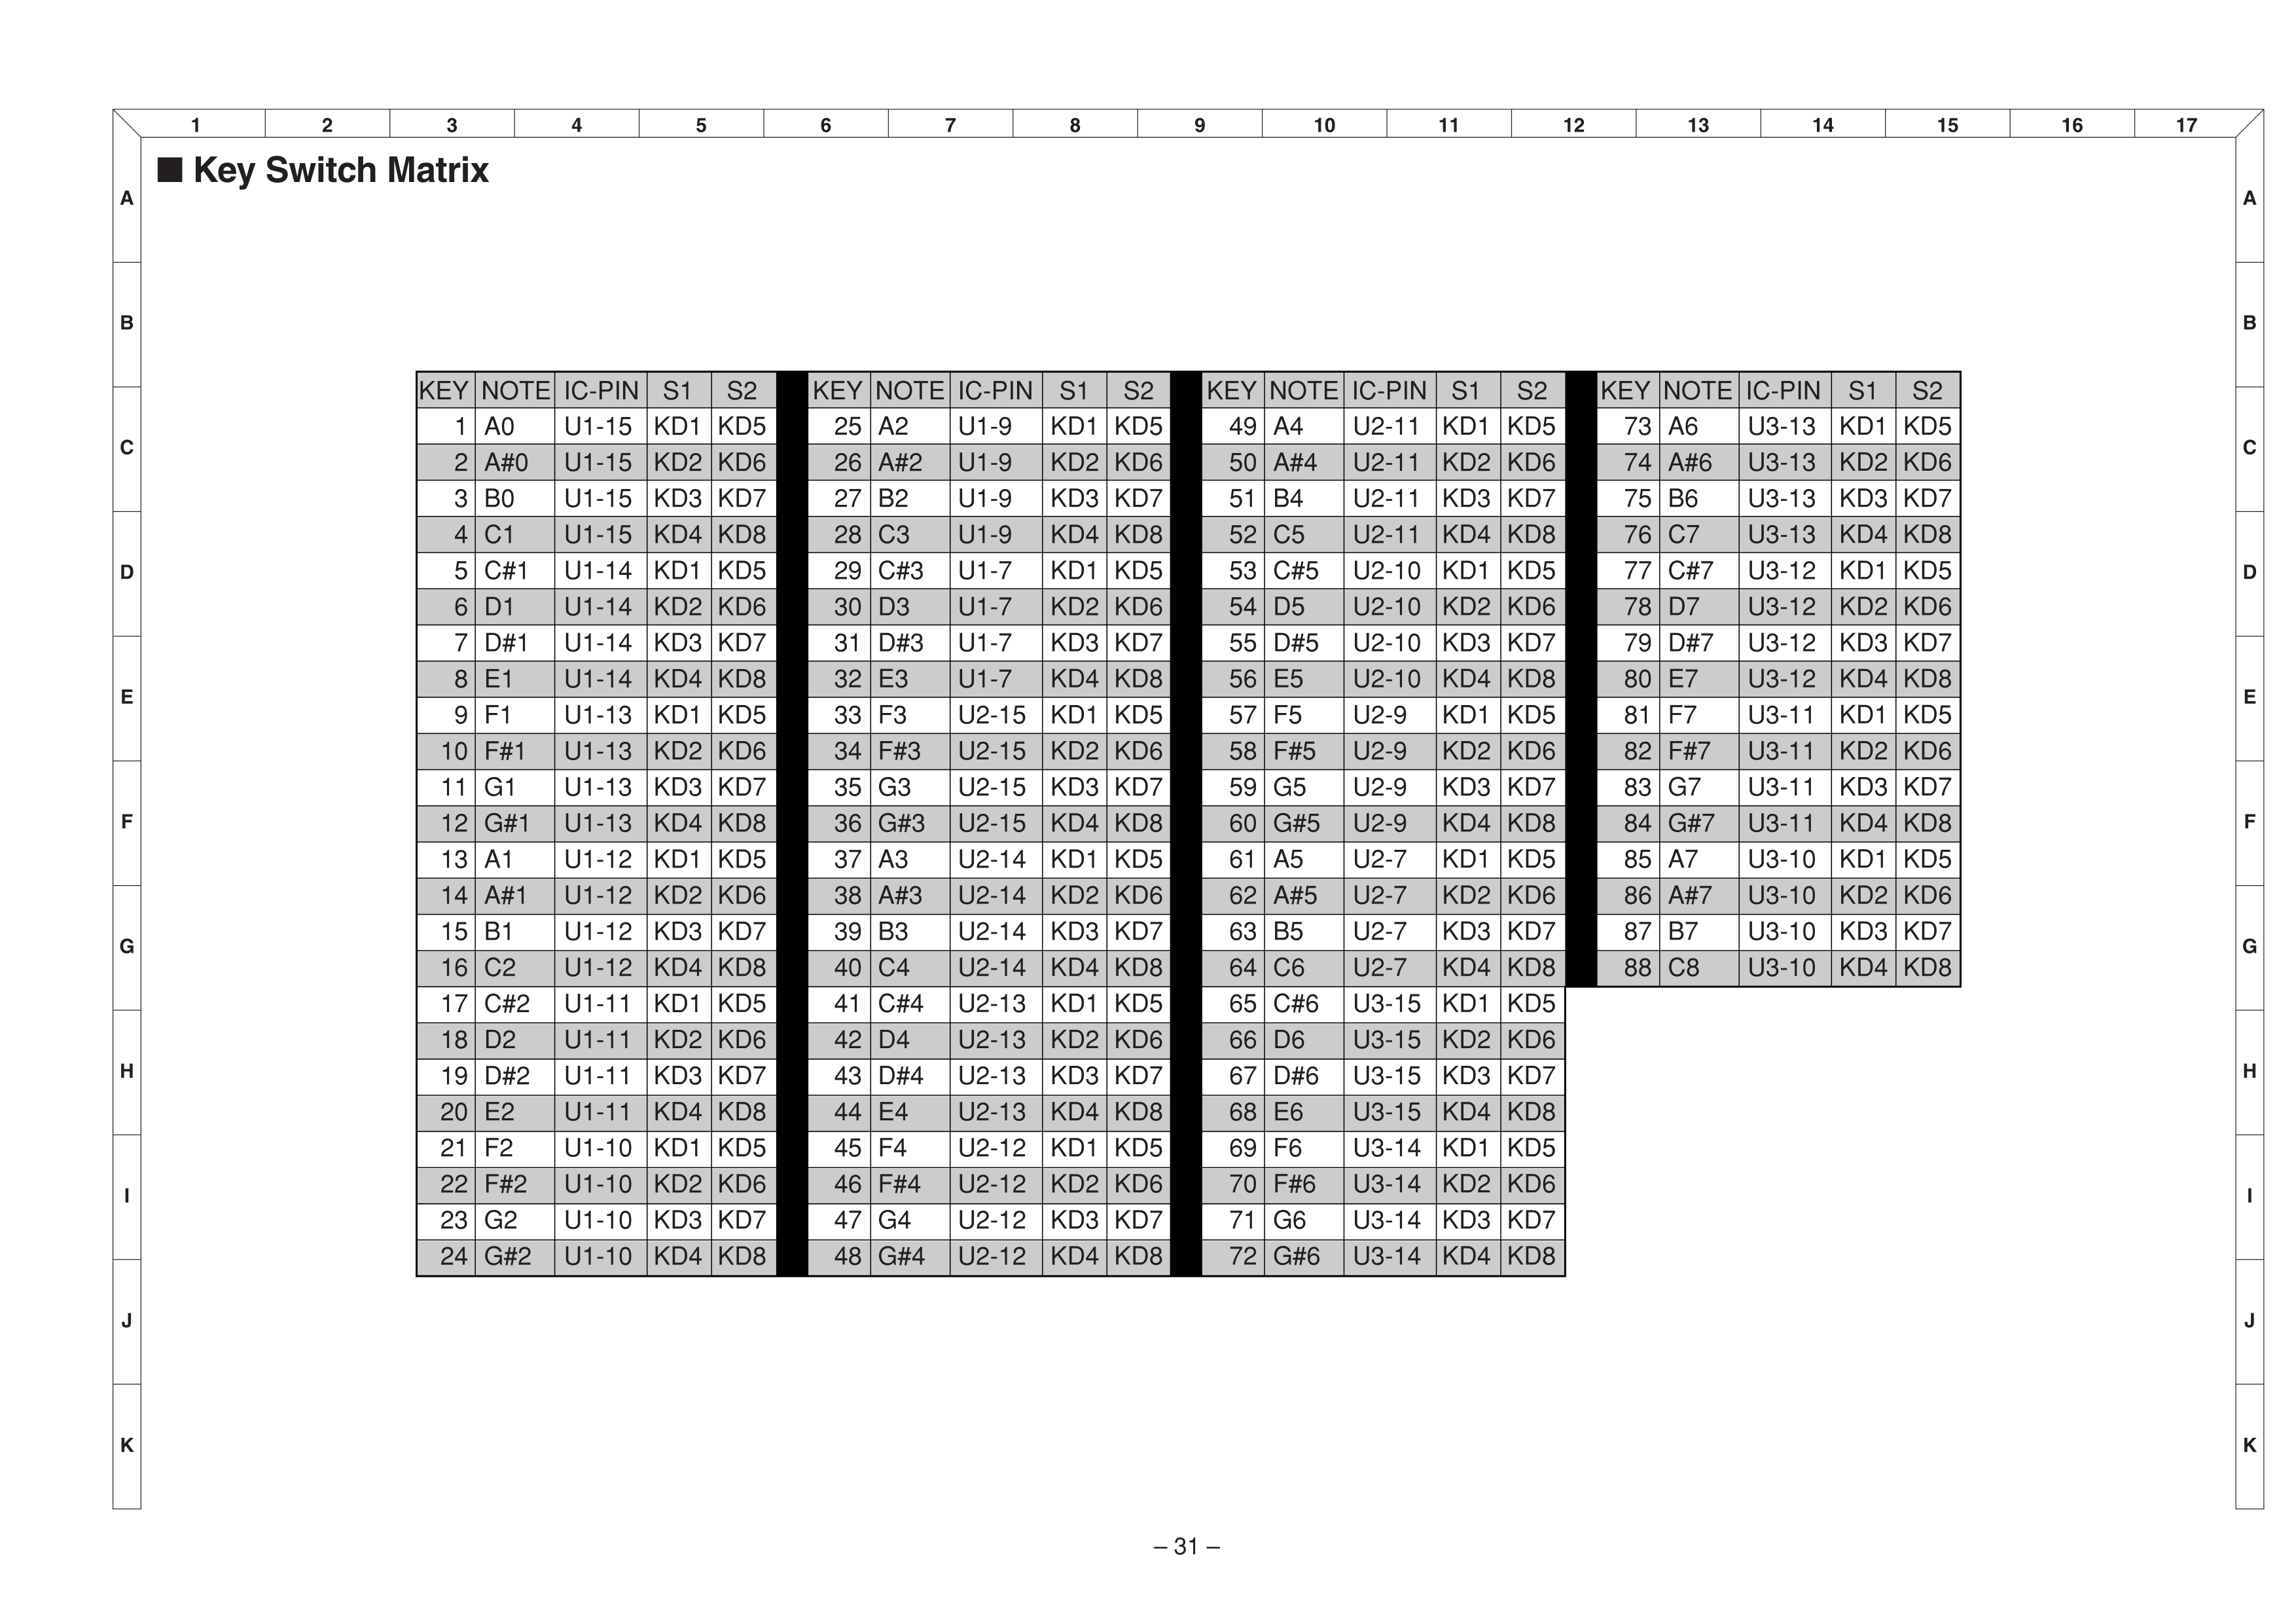 1 2 3 4 5 6 7 8 9 10 11 12 13 14 15 16 17
■ Key Switch Matrix
A A
B B
KEY NOTE IC-PIN S1 S2 KEY NOTE IC-PIN S1 S2 KEY NOTE IC-PIN S1 S2 KEY NOTE IC-PIN S1 S2
1 A0 U1-15 KD1 KD5 25 A2 U1-9 KD1 KD5 49 A4 U2-11 KD1 KD5 73 A6 U3-13 KD1 KD5
C C
2 A#0 U1-15 KD2 KD6 26 A#2 U1-9 KD2 KD6 50 A#4 U2-11 KD2 KD6 74 A#6 U3-13 KD2 KD6
3 B0 U1-15 KD3 KD7 27 B2 U1-9 KD3 KD7 51 B4 U2-11 KD3 KD7 75 B6 U3-13 KD3 KD7
4 C1 U1-15 KD4 KD8 28 C3 U1-9 KD4 KD8 52 C5 U2-11 KD4 KD8 76 C7 U3-13 KD4 KD8
D D
5 C#1 U1-14 KD1 KD5 29 C#3 U1-7 KD1 KD5 53 C#5 U2-10 KD1 KD5 77 C#7 U3-12 KD1 KD5
6 D1 U1-14 KD2 KD6 30 D3 U1-7 KD2 KD6 54 D5 U2-10 KD2 KD6 78 D7 U3-12 KD2 KD6
7 D#1 U1-14 KD3 KD7 31 D#3 U1-7 KD3 KD7 55 D#5 U2-10 KD3 KD7 79 D#7 U3-12 KD3 KD7
8 E1 U1-14 KD4 KD8 32 E3 U1-7 KD4 KD8 56 E5 U2-10 KD4 KD8 80 E7 U3-12 KD4 KD8
E E
9 F1 U1-13 KD1 KD5 33 F3 U2-15 KD1 KD5 57 F5 U2-9 KD1 KD5 81 F7 U3-11 KD1 KD5
10 F#1 U1-13 KD2 KD6 34 F#3 U2-15 KD2 KD6 58 F#5 U2-9 KD2 KD6 82 F#7 U3-11 KD2 KD6
11 G1 U1-13 KD3 KD7 35 G3 U2-15 KD3 KD7 59 G5 U2-9 KD3 KD7 83 G7 U3-11 KD3 KD7
F F
12 G#1 U1-13 KD4 KD8 36 G#3 U2-15 KD4 KD8 60 G#5 U2-9 KD4 KD8 84 G#7 U3-11 KD4 KD8
13 A1 U1-12 KD1 KD5 37 A3 U2-14 KD1 KD5 61 A5 U2-7 KD1 KD5 85 A7 U3-10 KD1 KD5
14 A#1 U1-12 KD2 KD6 38 A#3 U2-14 KD2 KD6 62 A#5 U2-7 KD2 KD6 86 A#7 U3-10 KD2 KD6
15 B1 U1-12 KD3 KD7 39 B3 U2-14 KD3 KD7 63 B5 U2-7 KD3 KD7 87 B7 U3-10 KD3 KD7
G G
16 C2 U1-12 KD4 KD8 40 C4 U2-14 KD4 KD8 64 C6 U2-7 KD4 KD8 88 C8 U3-10 KD4 KD8
17 C#2 U1-11 KD1 KD5 41 C#4 U2-13 KD1 KD5 65 C#6 U3-15 KD1 KD5
18 D2 U1-11 KD2 KD6 42 D4 U2-13 KD2 KD6 66 D6 U3-15 KD2 KD6
H H
19 D#2 U1-11 KD3 KD7 43 D#4 U2-13 KD3 KD7 67 D#6 U3-15 KD3 KD7
20 E2 U1-11 KD4 KD8 44 E4 U2-13 KD4 KD8 68 E6 U3-15 KD4 KD8
21 F2 U1-10 KD1 KD5 45 F4 U2-12 KD1 KD5 69 F6 U3-14 KD1 KD5
22 F#2 U1-10 KD2 KD6 46 F#4 U2-12 KD2 KD6 70 F#6 U3-14 KD2 KD6
I I
23 G2 U1-10 KD3 KD7 47 G4 U2-12 KD3 KD7 71 G6 U3-14 KD3 KD7
24 G#2 U1-10 KD4 KD8 48 G#4 U2-12 KD4 KD8 72 G#6 U3-14 KD4 KD8
J J
K K
– 31 –